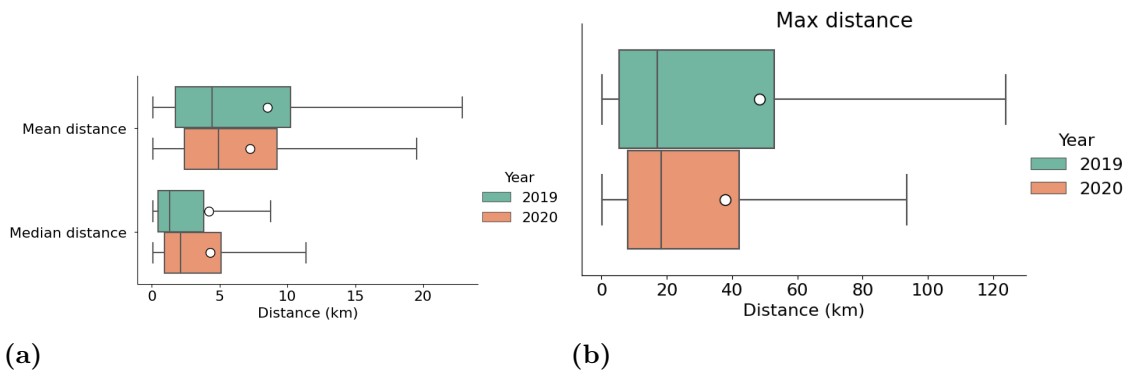 Mean distance
Median distance
0 5 10 15 20
Distance (km)
Year
2019
2020
(a)
Max distance
0 20 40 60 80 100 120
Distance (km)
Year
2019
2020
(b)